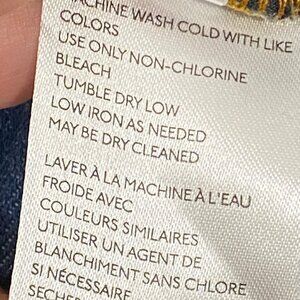 MACHINE WASH COLD WITH LIKE
COLORS
USE ONLY NON-CHLORINE
BLEACH
TUMBLE DRY LOW
LOW IRON AS NEEDED
MAY BE DRY CLEANED
LAVER À LA MACHINE À L'EAU
FROIDE AVEC
COULEURS SIMILAIRES
UTILISER UN AGENT DE
BLANCHIMENT SANS CHLORE
SI NÉCESSAIRE